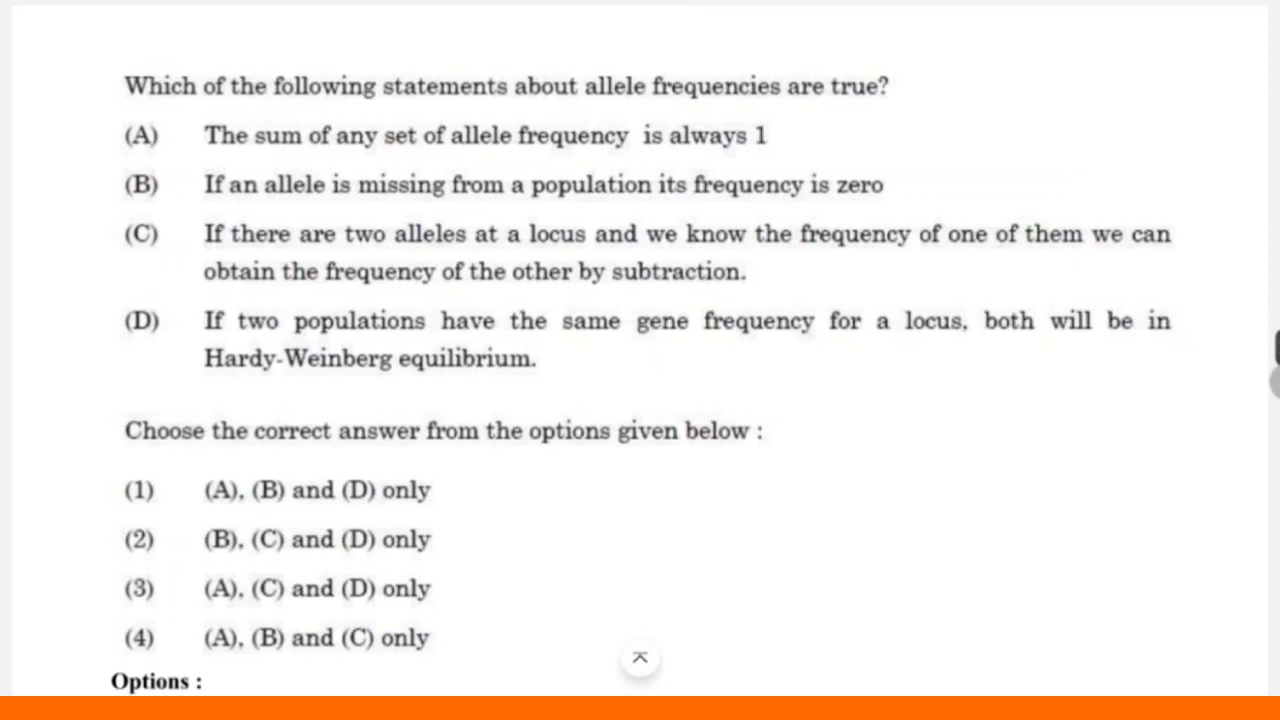 Which of the following statements about allele frequencies are true?
(A) The sum of any set of allele frequency is always 1
(B) If an allele is missing from a population its frequency is zero
(C) If there are two alleles at a locus and we know the frequency of one of them we can
obtain the frequency of the other by subtraction.
(D) If two populations have the same gene frequency for a locus, both will be in
Hardy-Weinberg equilibrium.
Choose the correct answer from the options given below :
(1) (A), (B) and (D) only
(2) (B), (C) and (D) only
(3) (A), (C) and (D) only
(4) (A), (B) and (C) only
Options :